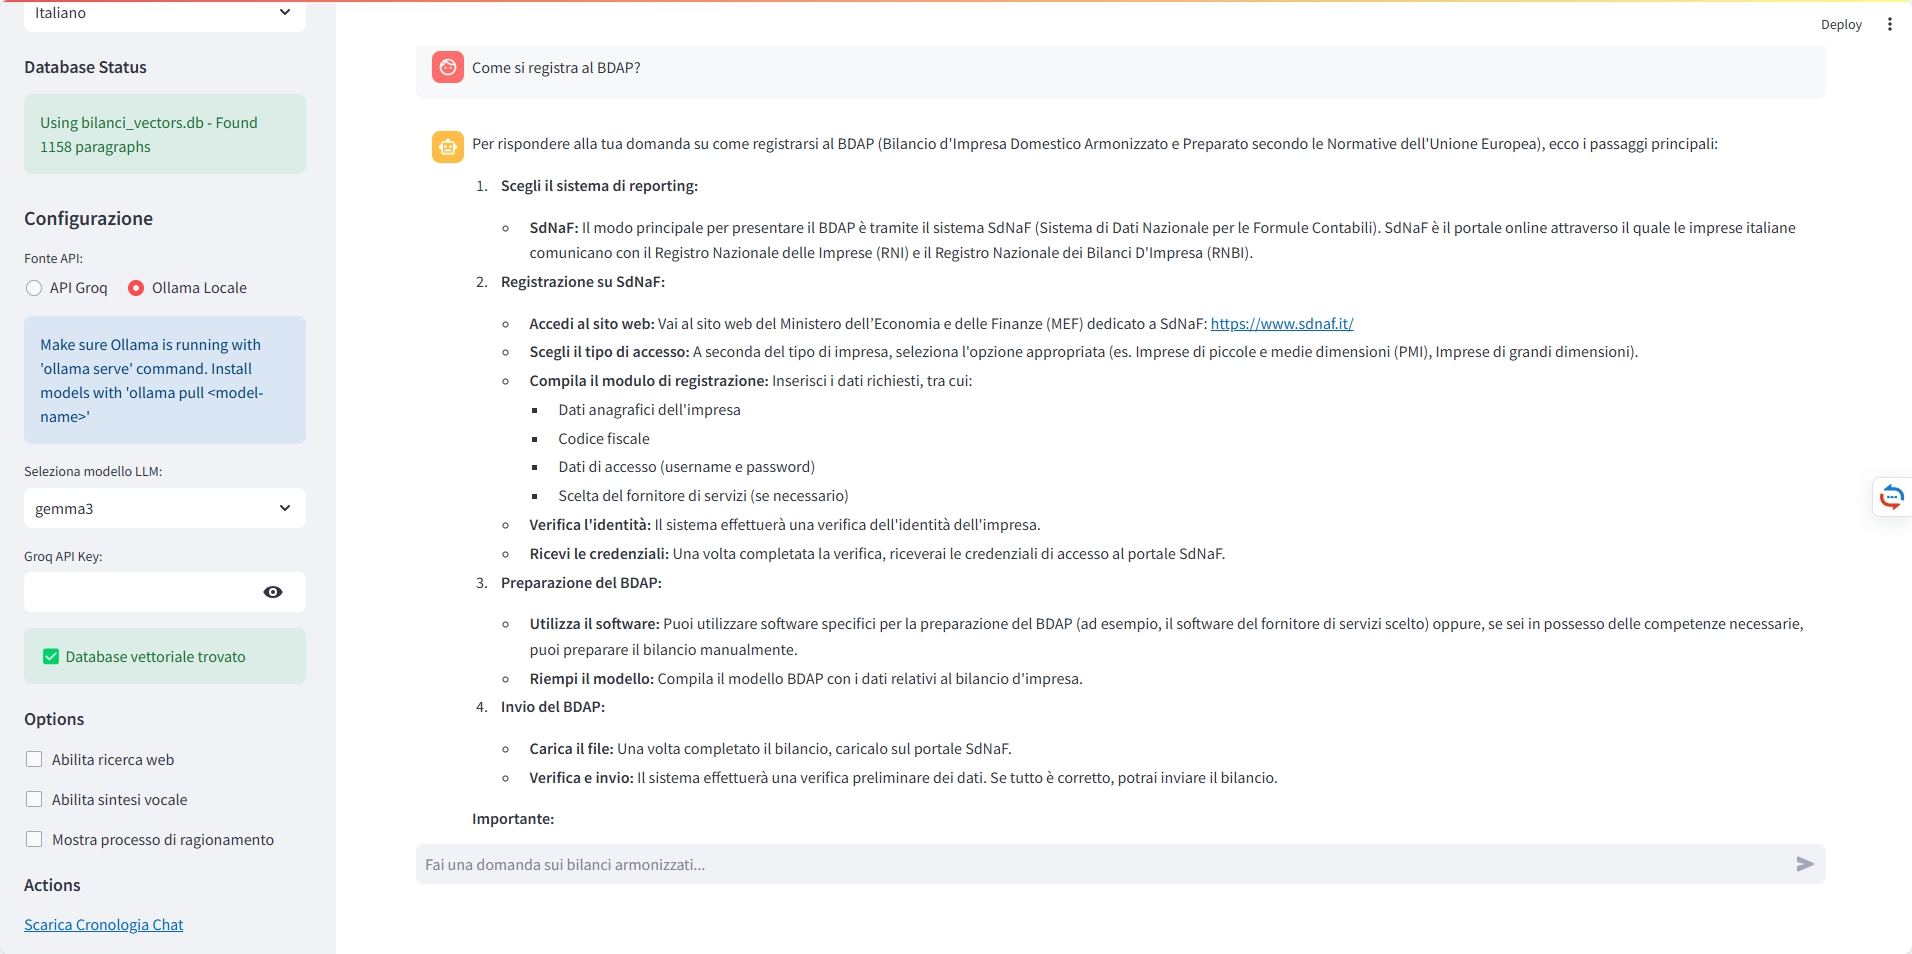 Italiano
Database Status
Using bilanci_vectors.db - Found
1158 paragraphs
Configurazione
Fonte API:
API Groq
Ollama Locale
Make sure Ollama is running with
'ollama serve' command. Install
models with 'ollama pull <model-
name>'
Seleziona modello LLM:
gemma3
Groq API Key:
Database vettoriale trovato
Options
Abilita ricerca web
Abilita sintesi vocale
Mostra processo di ragionamento
Actions
Scarica Cronologia Chat
Deploy
Come si registra al BDAP?
Per rispondere alla tua domanda su come registrarsi al BDAP (Bilancio d'Impresa Domestico Armonizzato e Preparato secondo le Normative dell'Unione Europea), ecco i passaggi principali:
1. Scegli il sistema di reporting:
SdNaF: Il modo principale per presentare il BDAP è tramite il sistema SdNaF (Sistema di Dati Nazionale per le Formule Contabili). SdNaF è il portale online attraverso il quale le imprese italiane
comunicano con il Registro Nazionale delle Imprese (RNI) e il Registro Nazionale dei Bilanci D'Impresa (RNBI).
2. Registrazione su SdNaF:
Accedi al sito web: Vai al sito web del Ministero dell’Economia e delle Finanze (MEF) dedicato a SdNaF: https://www.sdnaf.it/
Scegli il tipo di accesso: A seconda del tipo di impresa, seleziona l'opzione appropriata (es. Imprese di piccole e medie dimensioni (PMI), Imprese di grandi dimensioni).
Compila il modulo di registrazione: Inserisci i dati richiesti, tra cui:
Dati anagrafici dell'impresa
Codice fiscale
Dati di accesso (username e password)
Scelta del fornitore di servizi (se necessario)
Verifica l'identità: Il sistema effettuerà una verifica dell'identità dell'impresa.
Ricevi le credenziali: Una volta completata la verifica, riceverai le credenziali di accesso al portale SdNaF.
3. Preparazione del BDAP:
Utilizza il software: Puoi utilizzare software specifici per la preparazione del BDAP (ad esempio, il software del fornitore di servizi scelto) oppure, se sei in possesso delle competenze necessarie,
puoi preparare il bilancio manualmente.
Riempi il modello: Compila il modello BDAP con i dati relativi al bilancio d'impresa.
4. Invio del BDAP:
Carica il file: Una volta completato il bilancio, caricalo sul portale SdNaF.
Verifica e invio: Il sistema effettuerà una verifica preliminare dei dati. Se tutto è corretto, potrai inviare il bilancio.
Importante:
Fai una domanda sui bilanci armonizzati...